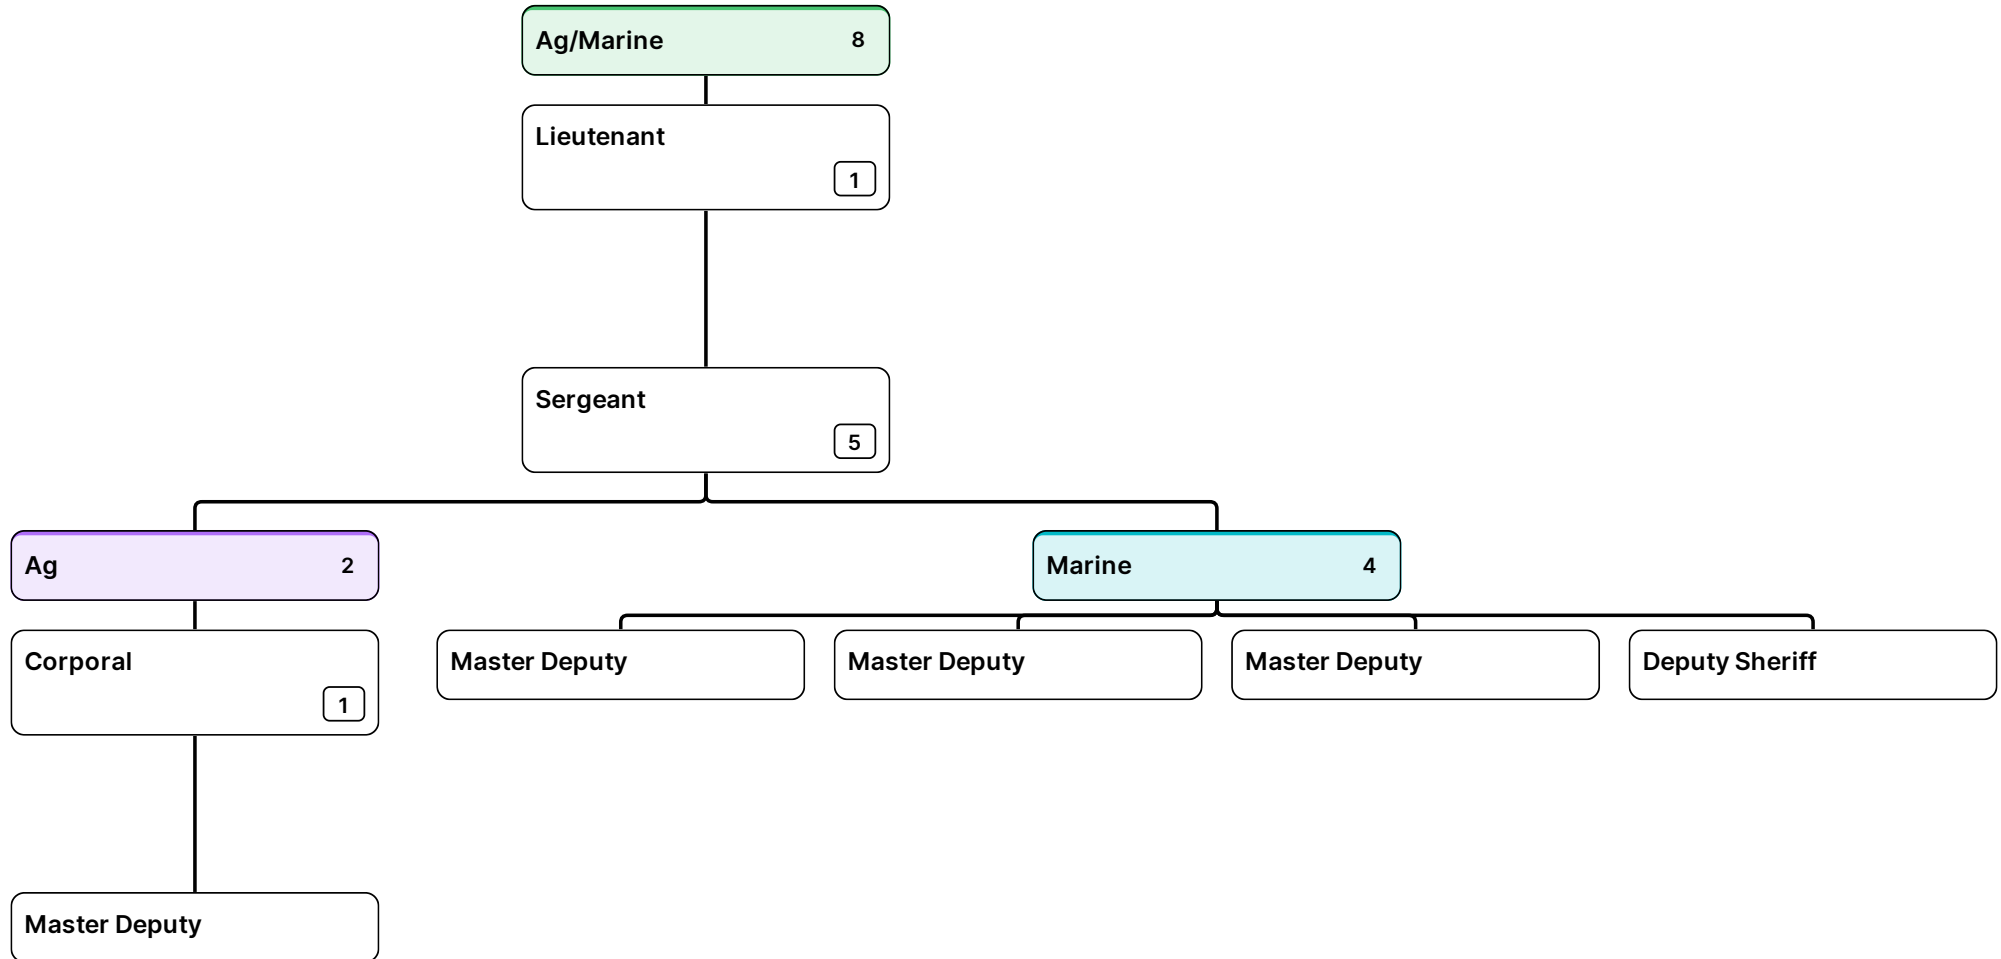 Ag/Marine 8
Lieutenant
1
Sergeant
5
Ag 2
Marine 4
Corporal
1
Master Deputy
Master Deputy
Master Deputy
Deputy Sheriff
Master Deputy